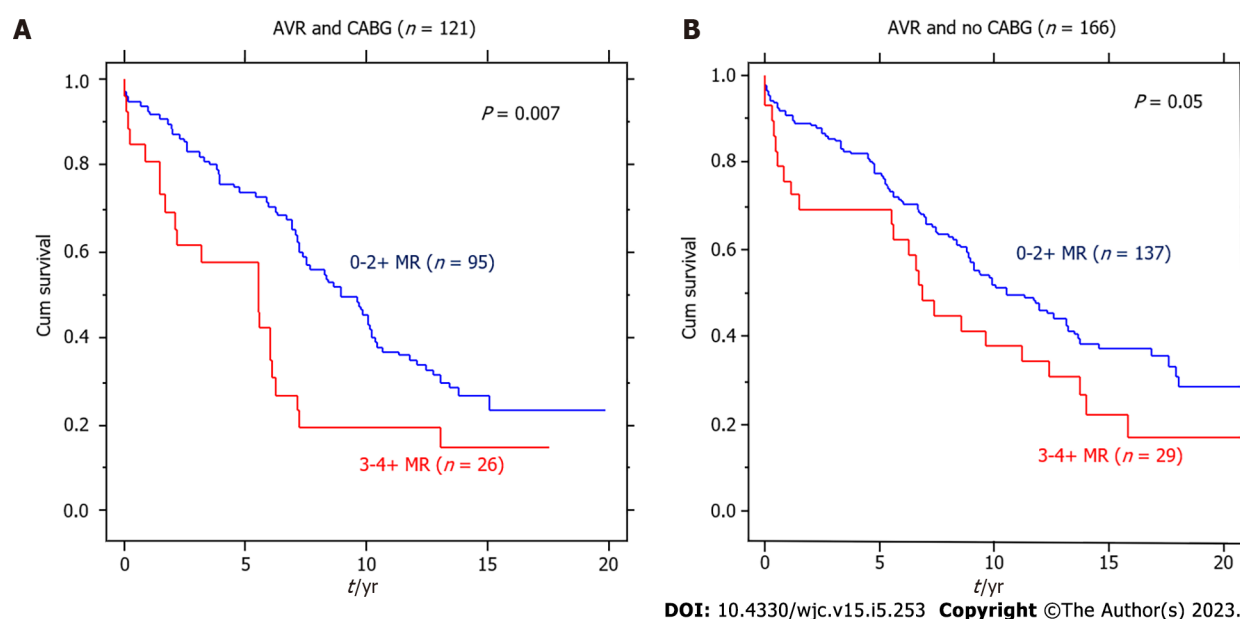 A
AVR and CABG (n = 121)
P = 0.007
0-2+ MR (n = 95)
3-4+ MR (n = 26)
Cum survival
1.0
0.8
0.6
0.4
0.2
0.0
0 5 10 15 20
t/yr
B
AVR and no CABG (n = 166)
P = 0.05
0-2+ MR (n = 137)
3-4+ MR (n = 29)
Cum survival
1.0
0.8
0.6
0.4
0.2
0.0
0 5 10 15 20
t/yr
DOI: 10.4330/wjc.v15.i5.253 Copyright ©The Author(s) 2023.